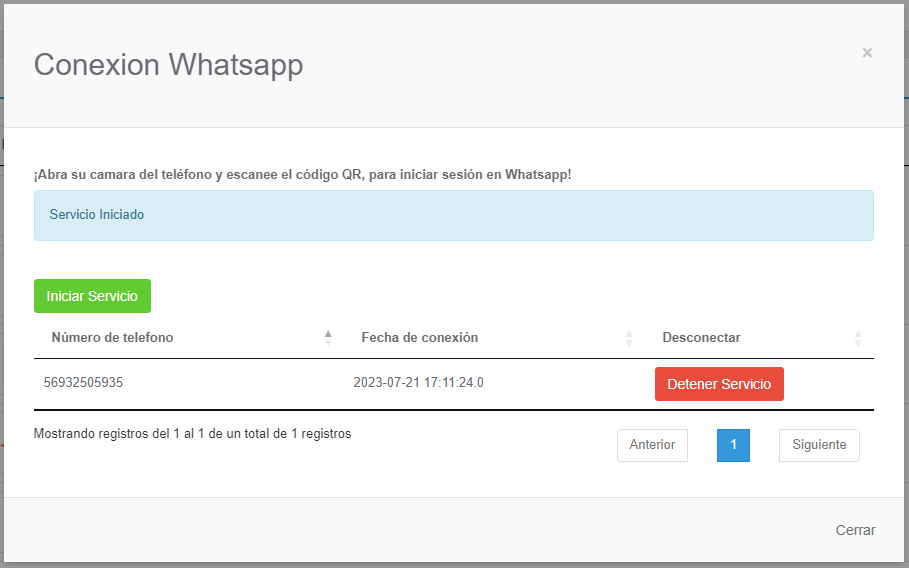 Conexion Whatsapp
×
¡Abra su camara del teléfono y escanee el código QR, para iniciar sesión en Whatsapp!
Servicio Iniciado
Iniciar Servicio
Número de telefono Fecha de conexión Desconectar
56932505935 2023-07-21 17:11:24.0 Detener Servicio
Mostrando registros del 1 al 1 de un total de 1 registros
Anterior 1 Siguiente
Cerrar